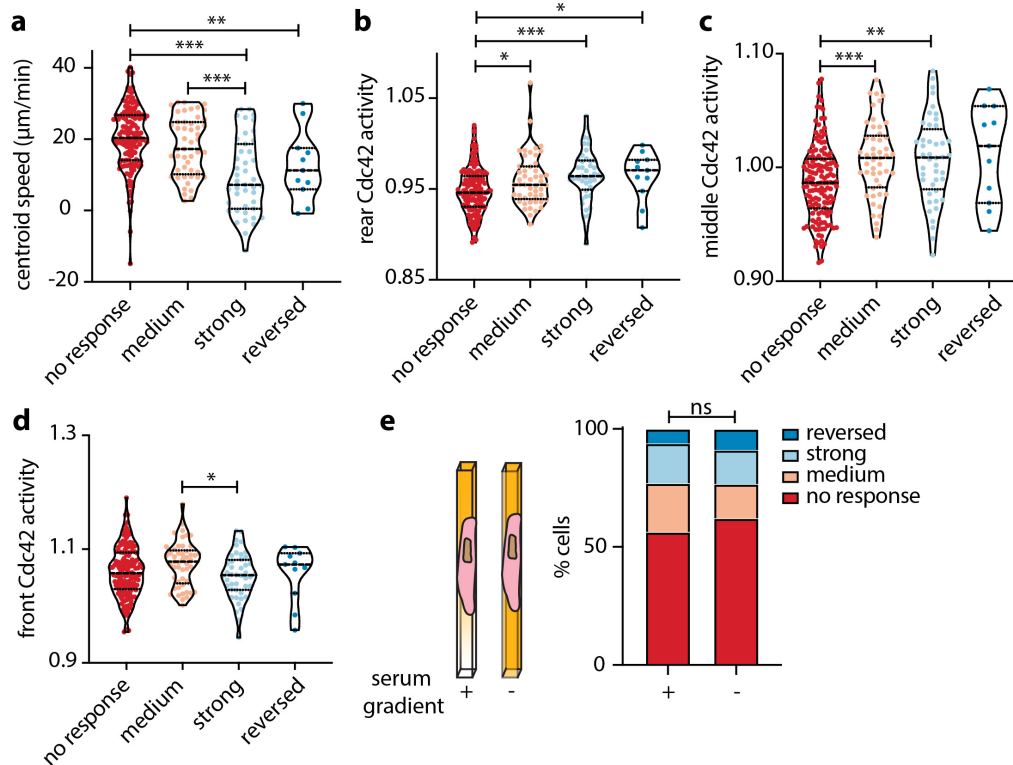 a
**
***
***
centroid speed (μm/min)
40
20
0
-20
no response
medium
strong
reversed
b
*
***
*
rear Cdc42 activity
1.05
0.95
0.85
no response
medium
strong
reversed
c
**
***
middle Cdc42 activity
1.10
1.00
0.90
no response
medium
strong
reversed
d
*
front Cdc42 activity
1.3
1.1
0.9
no response
medium
strong
reversed
e
serum
gradient
+ -
ns
% cells
100
50
0
+ -
reversed
strong
medium
no response